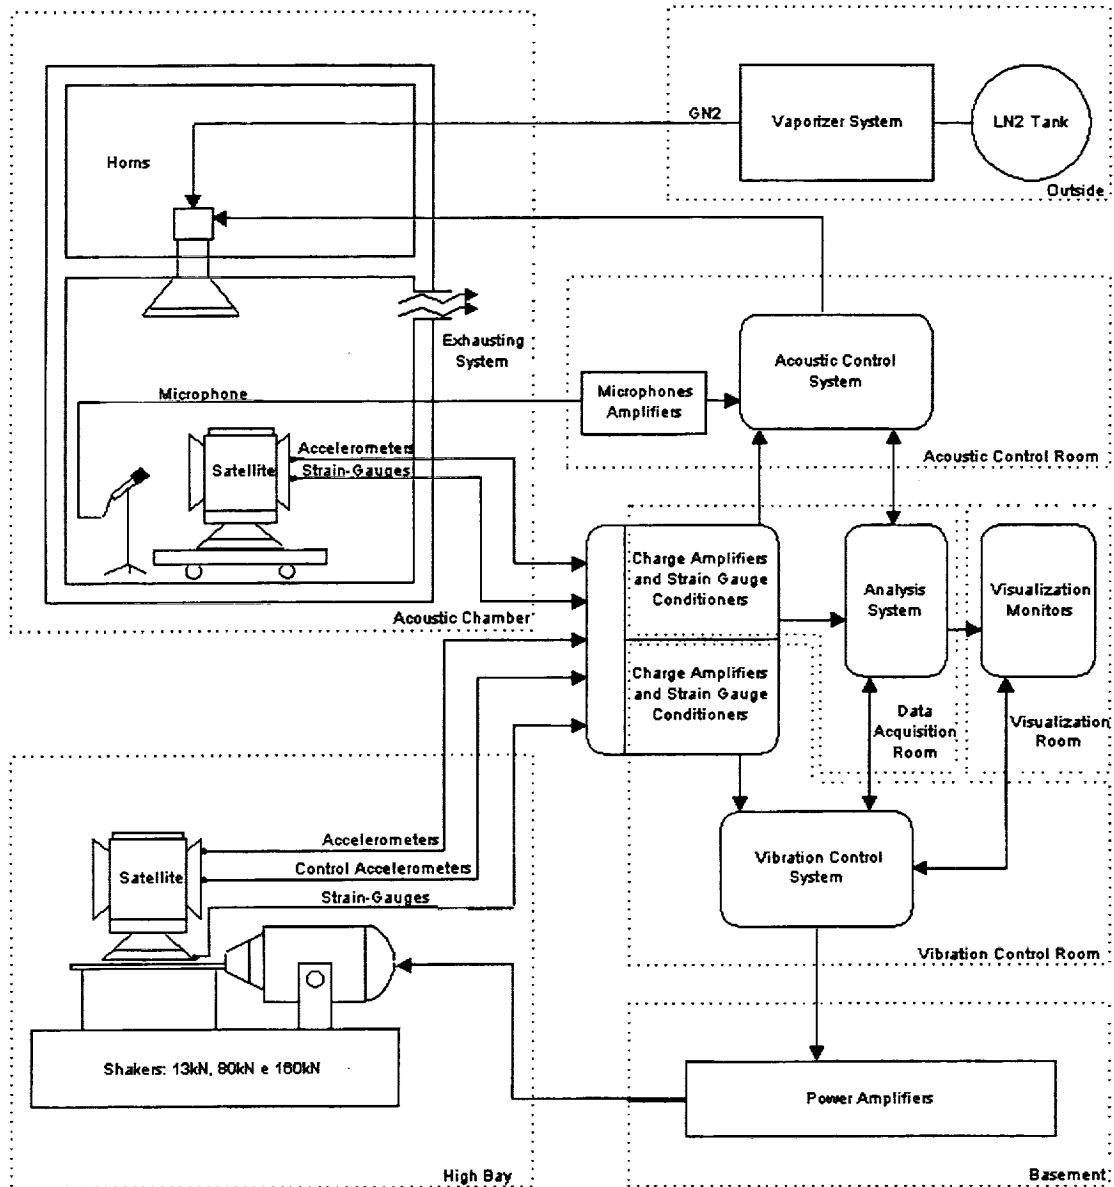 GN2
Vaporizer System
LN2 Tank
Outside
Horns
Exhausting
System
Acoustic Control
System
Microphone
Microphones
Amplifiers
Accelerometers
Satellite
Strain-Gauges
Acoustic Control Room
Acoustic Chamber
Charge Amplifiers
and Strain Gauge
Conditioners
Analysis
System
Visualization
Monitors
Charge Amplifiers
and Strain Gauge
Conditioners
Data
Acquisition
Room
Visualization
Room
Accelerometers
Satellite
Control Accelerometers
Strain-Gauges
Vibration Control
System
Vibration Control Room
Shakers: 13kN, 80kN e 160kN
Power Amplifiers
High Bay
Basement